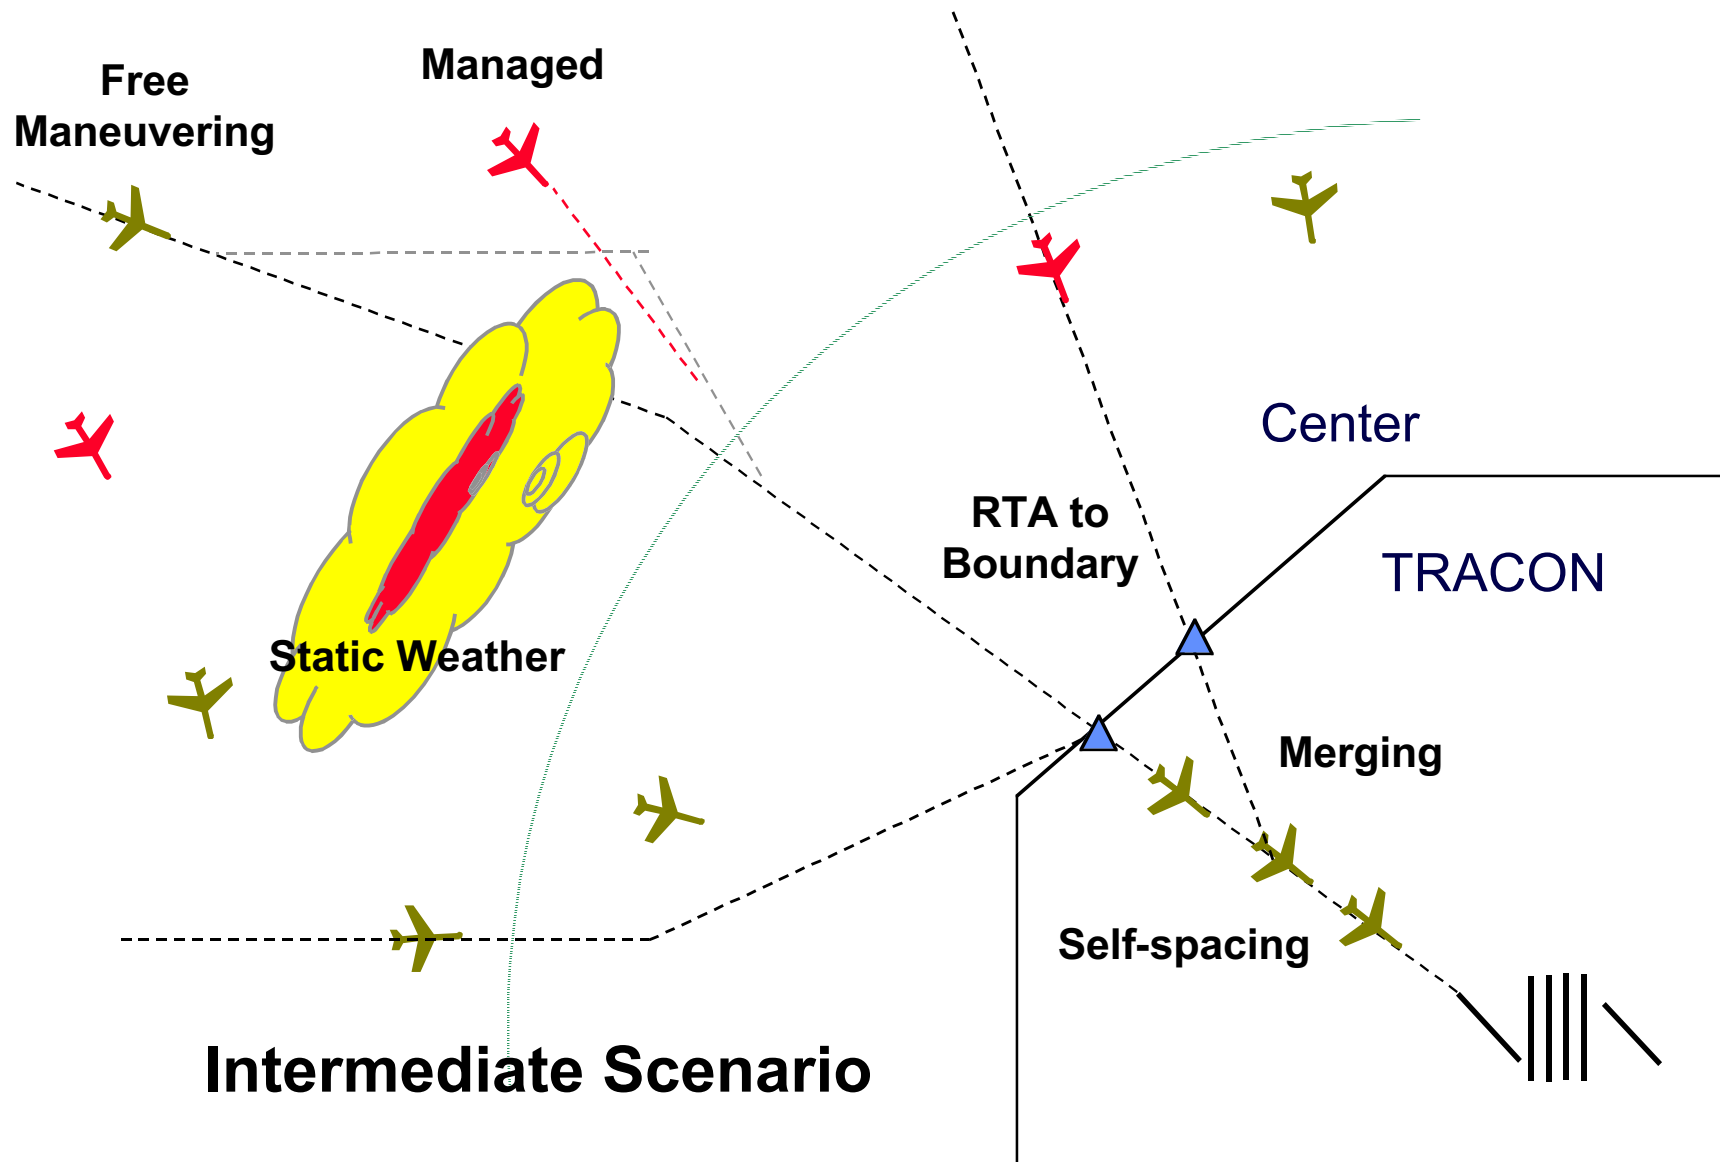 Free
Maneuvering
Managed
Center
RTA to
Boundary
TRACON
Static Weather
Merging
Self-spacing
Intermediate Scenario